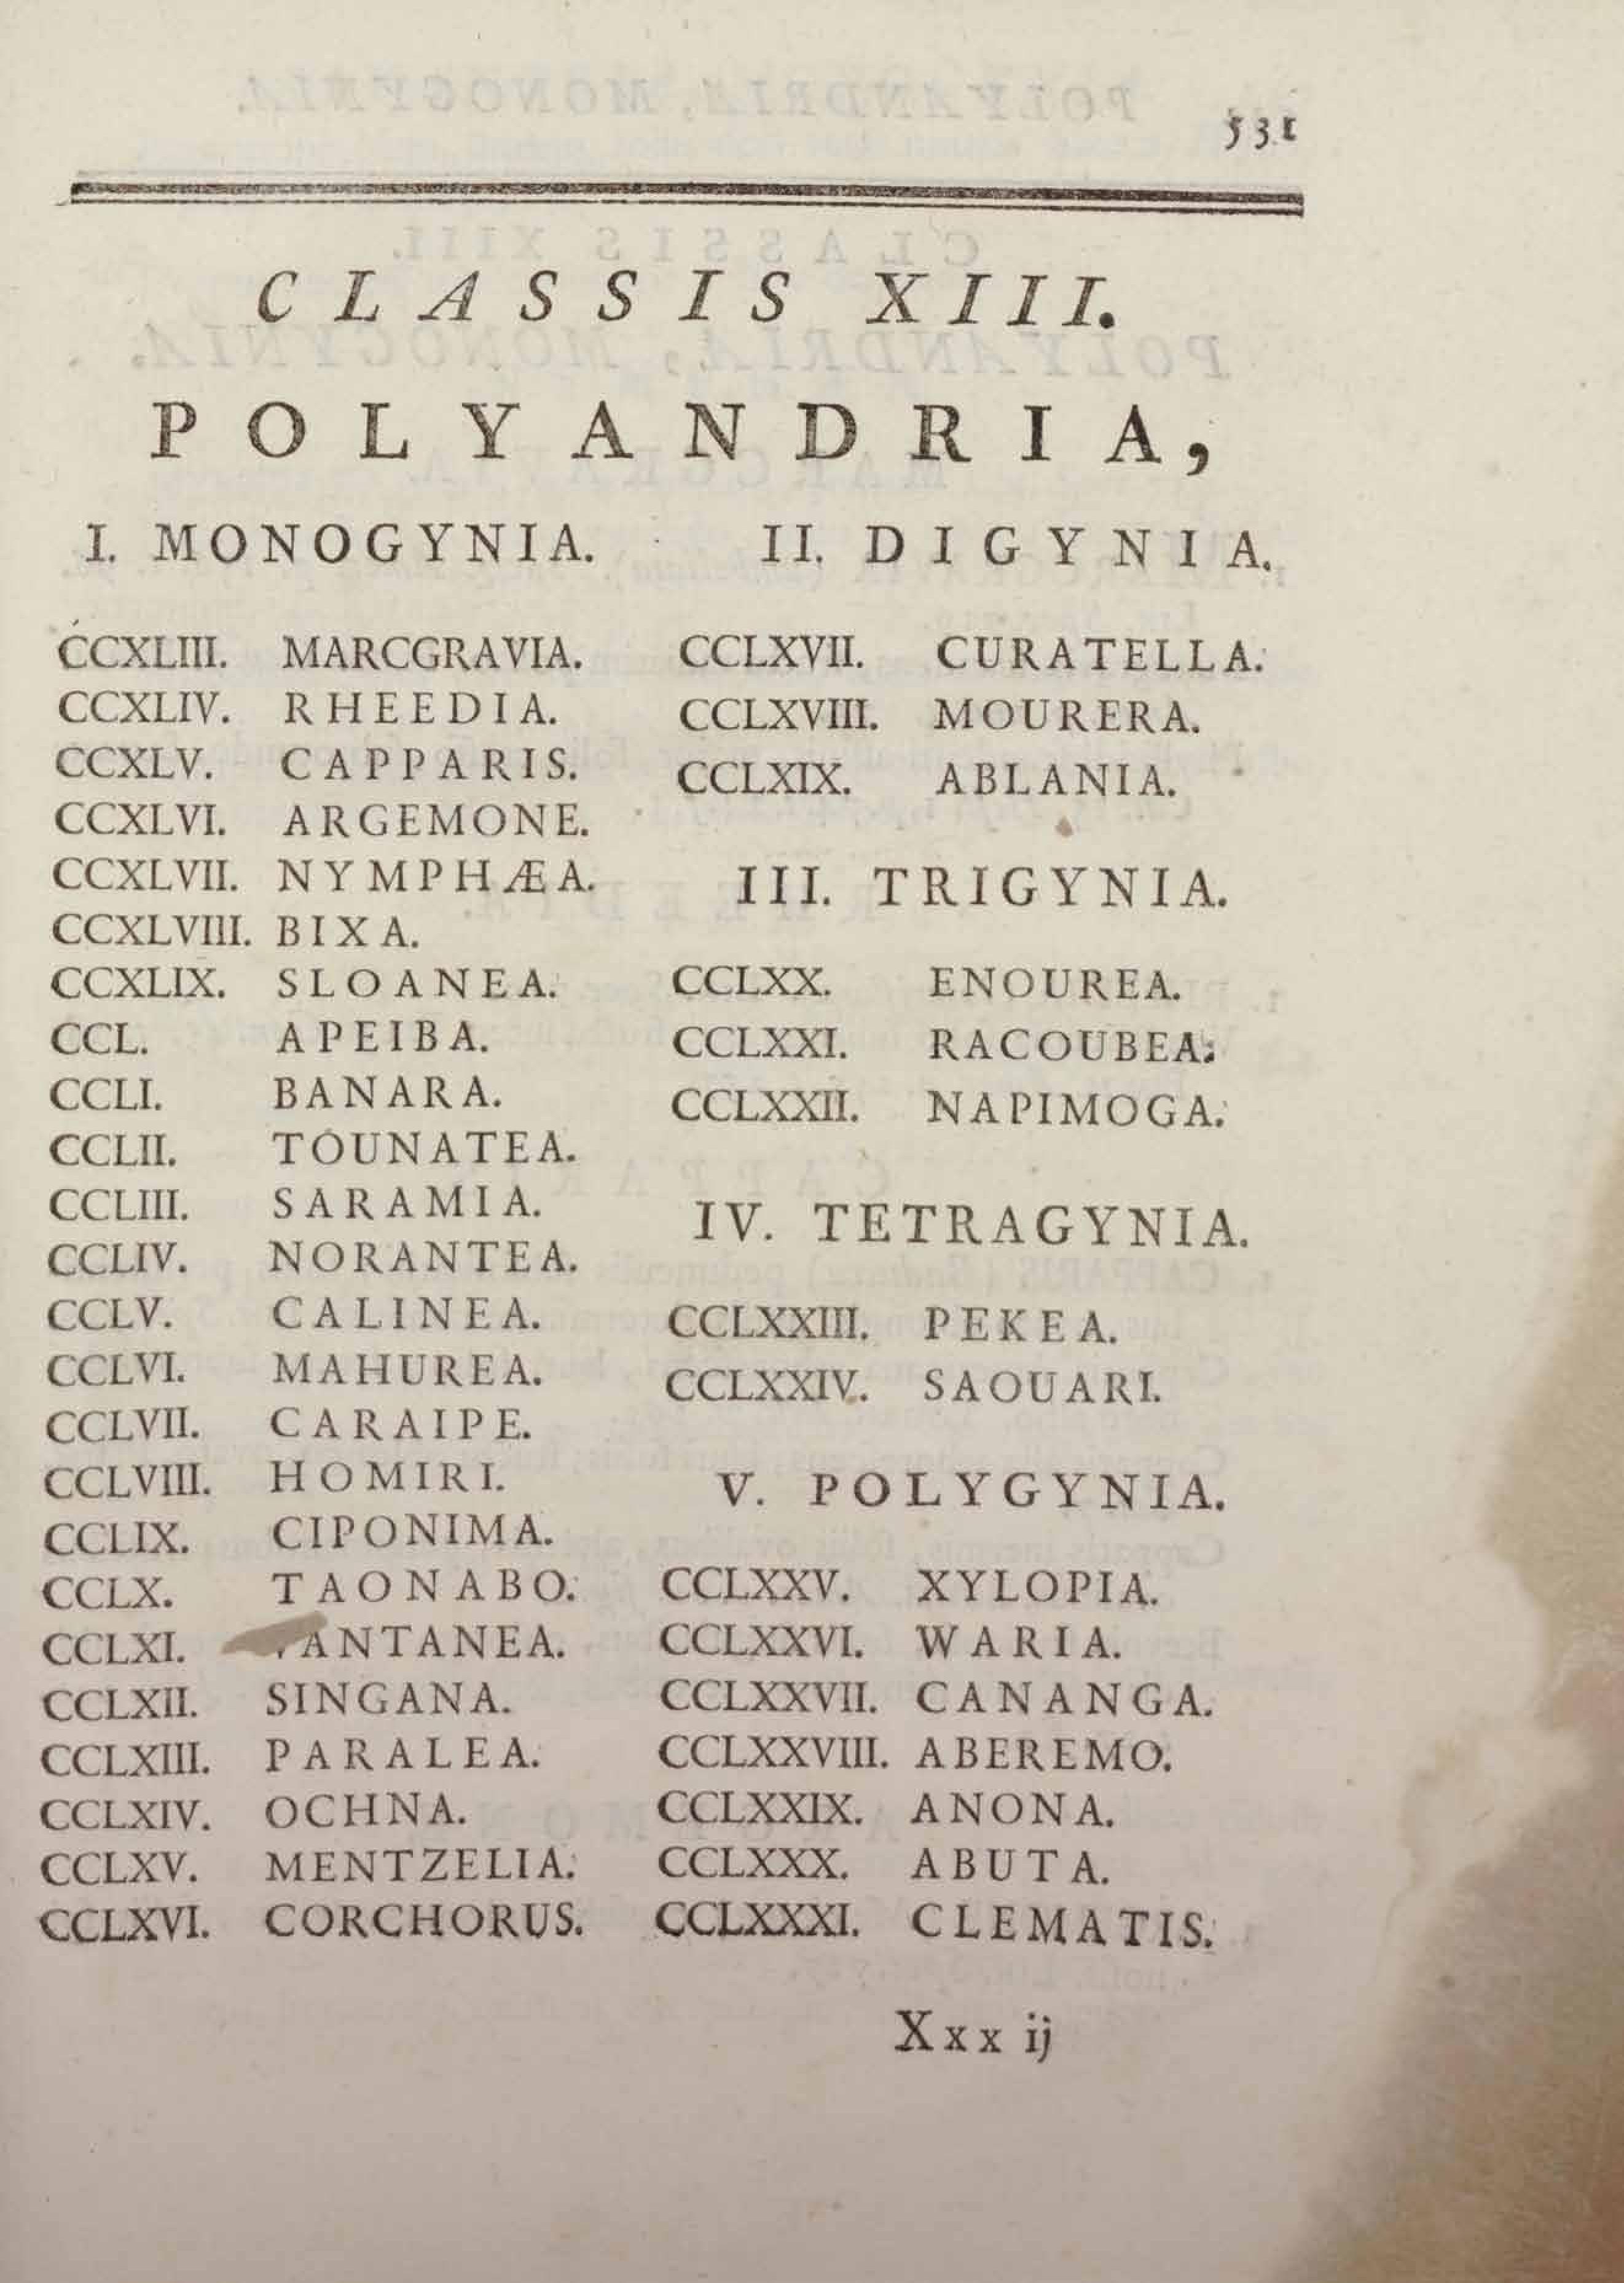 531
CLASSIS XIII.
POLYANDRIA,
I. MONOGYNIA.
CCXLIII. MARCGRAVIA.
CCXLIV. RHEEDIA.
CCXLV. CAPPARIS.
CCXLVI. ARGEMONE.
CCXLVII. NYMPHÆA.
CCXLVIII. BIXA.
CCXLIX. SLOANEA.
CCL. APEIBA.
CCLI. BANARA.
CCLII. TOUNATEA.
CCLIII. SARAMIA.
CCLIV. NORANTEA.
CCLV. CALINEA.
CCLVI. MAHUREA.
CCLVII. CARAIPE.
CCLVIII. HOMIRI.
CCLIX. CIPONIMA.
CCLX. TAONABO.
CCLXI. VANTANEA.
CCLXII. SINGANA.
CCLXIII. PARALEA.
CCLXIV. OCHNA.
CCLXV. MENTZELIA.
CCLXVI. CORCHORUS.
II. DIGYNIA.
CCLXVII. CURATELLA.
CCLXVIII. MOURERA.
CCLXIX. ABLANIA.
III. TRIGYNIA.
CCLXX. ENOUREA.
CCLXXI. RACOUBEA.
CCLXXII. NAPIMOGA.
IV. TETRAGYNIA.
CCLXXIII. PEKEA.
CCLXXIV. SAOUARI.
V. POLYGYNIA.
CCLXXV. XYLOPIA.
CCLXXVI. WARIA.
CCLXXVII. CANANGA.
CCLXXVIII. ABEREMO.
CCLXXIX. ANONA.
CCLXXX. ABUTA.
CCLXXXI. CLEMATIS.
Xxx ij